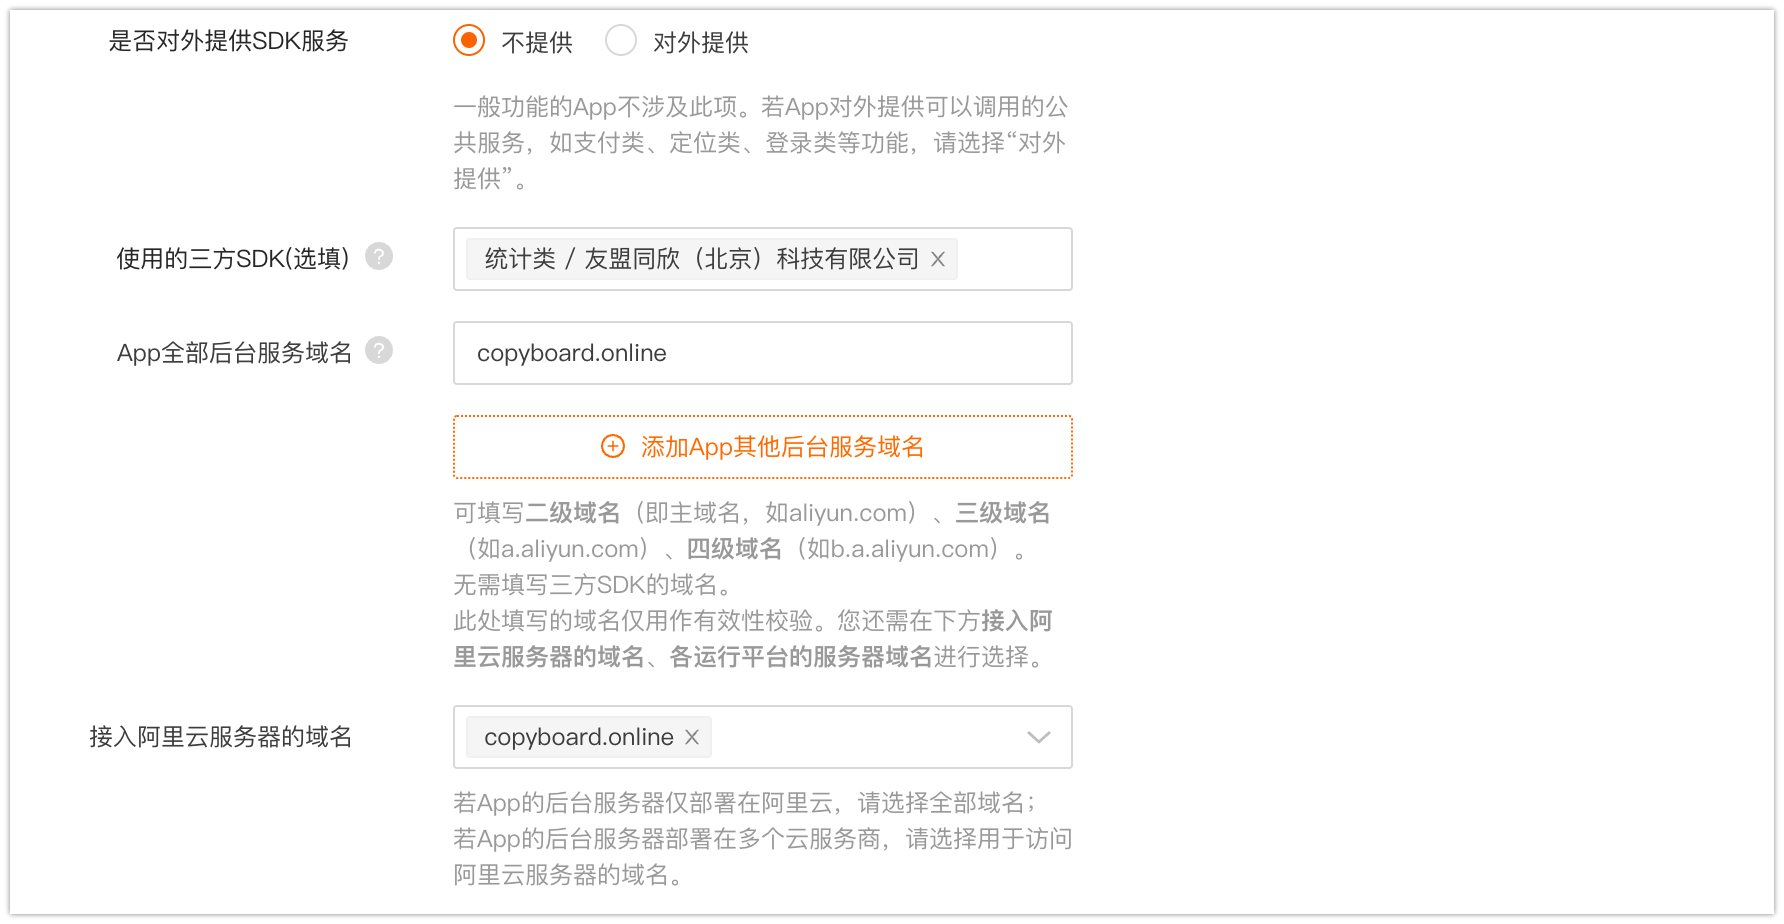 是否对外提供SDK服务
不提供
对外提供
一般功能的App不涉及此项。若App对外提供可以调用的公
共服务，如支付类、定位类、登录类等功能，请选择“对外
提供”。
使用的三方SDK(选填)
?
统计类 / 友盟同欣（北京）科技有限公司 ×
App全部后台服务域名
?
copyboard.online
添加App其他后台服务域名
可填写二级域名（即主域名，如aliyun.com）、三级域名
（如a.aliyun.com）、四级域名（如b.a.aliyun.com）。
无需填写三方SDK的域名。
此处填写的域名仅用作有效性校验。您还需在下方接入阿
里云服务器的域名、各运行平台的服务器域名进行选择。
接入阿里云服务器的域名
copyboard.online ×
若App的后台服务器仅部署在阿里云，请选择全部域名；
若App的后台服务器部署在多个云服务商，请选择用于访问
阿里云服务器的域名。